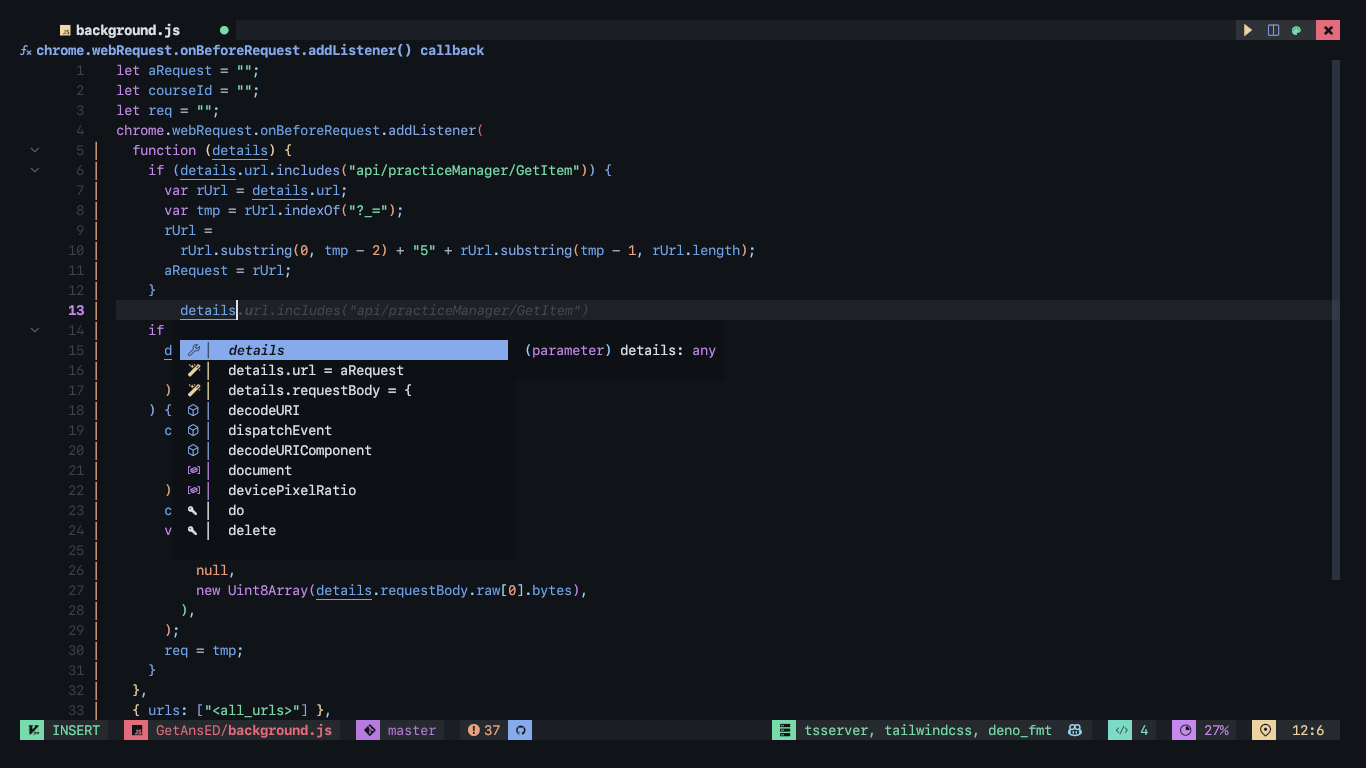 background.js
fx chrome.webRequest.onBeforeRequest.addListener() callback
1 let aRequest = "";
2 let courseId = "";
3 let req = "";
4 chrome.webRequest.onBeforeRequest.addListener(
5 function (details) {
6 if (details.url.includes("api/practiceManager/GetItem")) {
7 var rUrl = details.url;
8 var tmp = rUrl.indexOf("?_=");
9 rUrl =
10 rUrl.substring(0, tmp - 2) + "5" + rUrl.substring(tmp - 1, rUrl.length);
11 aRequest = rUrl;
12 }
13 details.url.includes("api/practiceManager/GetItem")
14 if
15 d details (parameter) details: any
16 details.url = aRequest
17 ) details.requestBody = {
18 ) { decodeURI
19 c dispatchEvent
20 decodeURIComponent
21 document
22 ) devicePixelRatio
23 c do
24 v delete
25
26 null,
27 new Uint8Array(details.requestBody.raw[0].bytes),
28 ),
29 );
30 req = tmp;
31 }
32 },
33 { urls: ["<all_urls>"] },
INSERT GetAnsED/background.js master 37 tsserver, tailwindcss, deno_fmt 4 27% 12:6